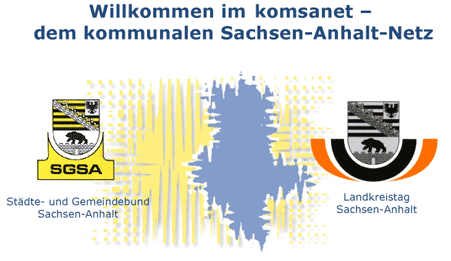 Willkommen im komsanet –
dem kommunalen Sachsen-Anhalt-Netz
SGSA
Städte- und Gemeindebund
Sachsen-Anhalt
Landkreistag
Sachsen-Anhalt